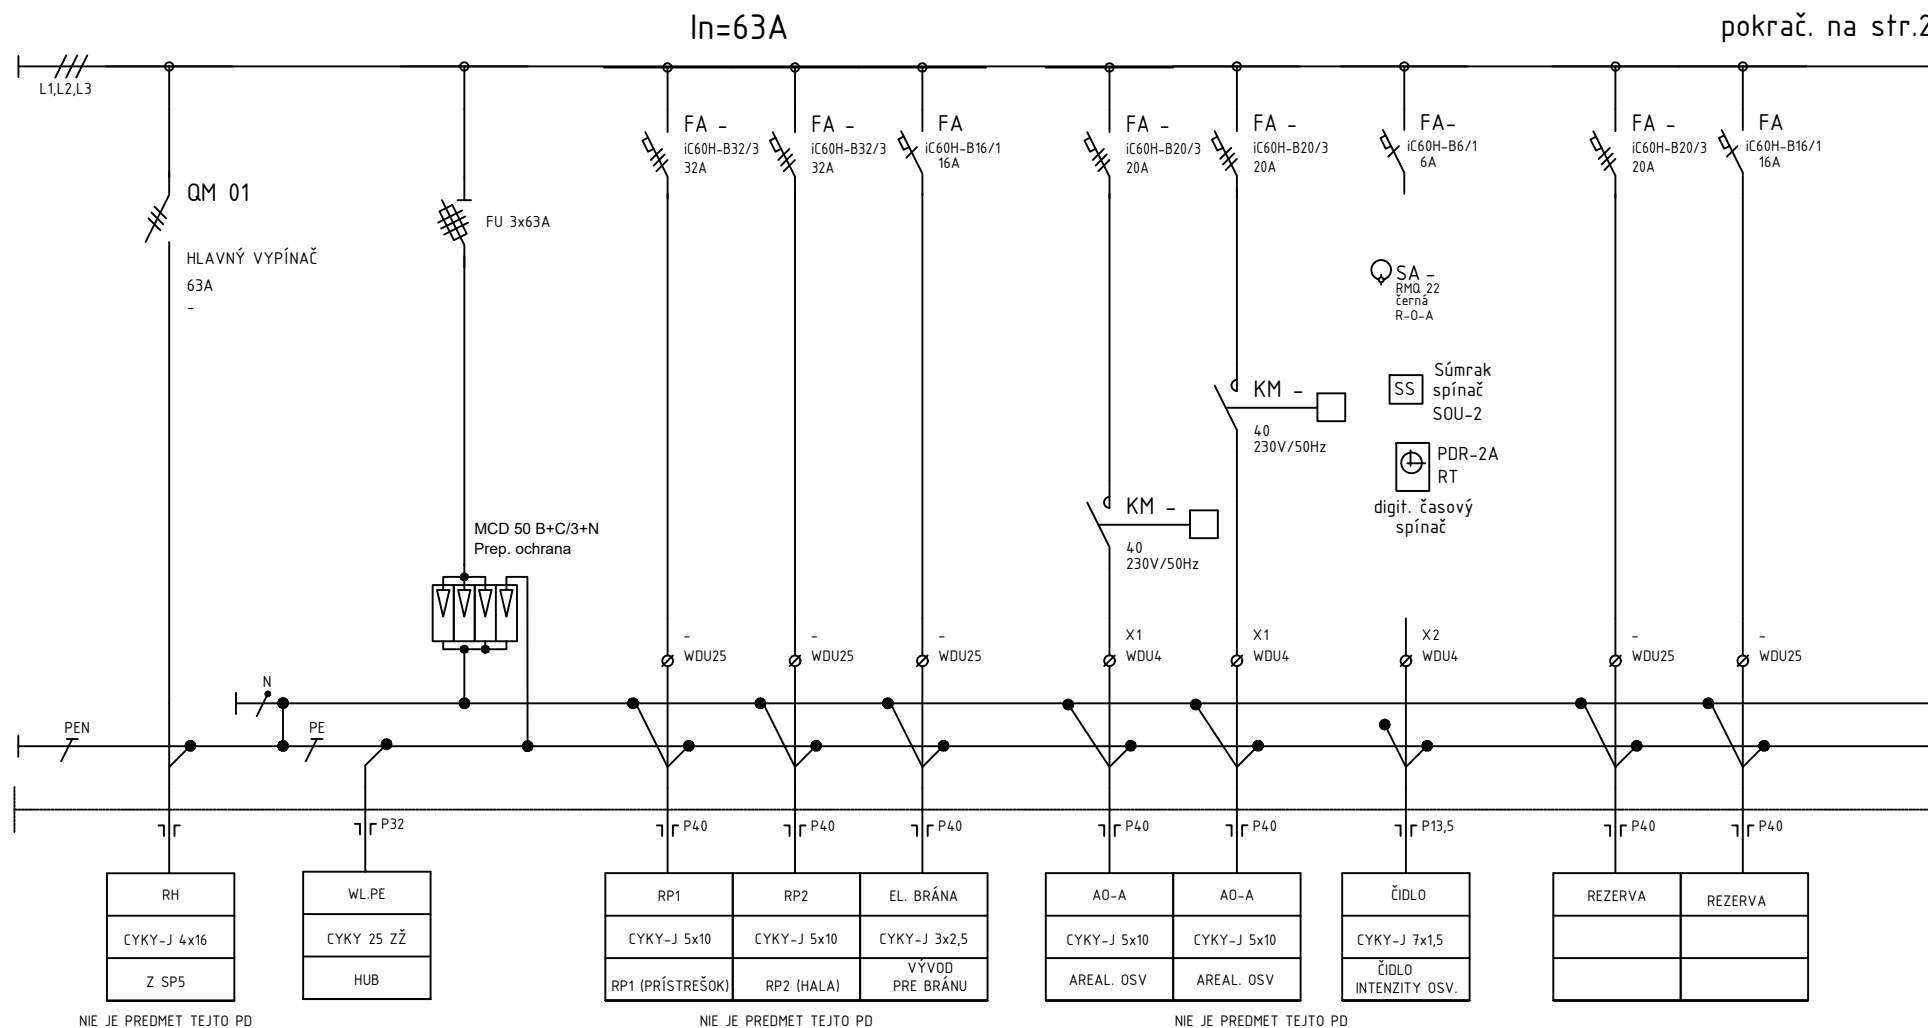 In=63A
pokrač. na str.2
L1,L2,L3
QM 01
HLAVNÝ VYPÍNAČ
63A
-
FU 3x63A
MCD 50 B+C/3+N
Prep. ochrana
FA -
iC60H-B32/3
32A
FA -
iC60H-B32/3
32A
FA
iC60H-B16/1
16A
FA -
iC60H-B20/3
20A
FA -
iC60H-B20/3
20A
FA-
iC60H-B6/1
6A
FA -
iC60H-B20/3
20A
FA
iC60H-B16/1
16A
SA -
RMQ 22
černá
R-O-A
SS
Súmrak
spínač
SOU-2
PDR-2A
RT
digit. časový
spínač
KM -
40
230V/50Hz
KM -
40
230V/50Hz
-
WDU25
-
WDU25
-
WDU25
X1
WDU4
X1
WDU4
X2
WDU4
-
WDU25
-
WDU25
N
PEN
PE
P32
P40
P40
P40
P40
P40
P13,5
P40
P40
RH
CYKY-J 4x16
Z SP5
WL.PE
CYKY 25 ZŽ
HUB
RP1
CYKY-J 5x10
RP1 (PRÍSTREŠOK)
RP2
CYKY-J 5x10
RP2 (HALA)
EL. BRÁNA
CYKY-J 3x2,5
VÝVOD
PRE BRÁNU
AO-A
CYKY-J 5x10
AREAL. OSV
AO-A
CYKY-J 5x10
AREAL. OSV
ČIDLO
CYKY-J 7x1,5
ČIDLO
INTENZITY OSV.
REZERVA
REZERVA
NIE JE PREDMET TEJTO PD
NIE JE PREDMET TEJTO PD
NIE JE PREDMET TEJTO PD